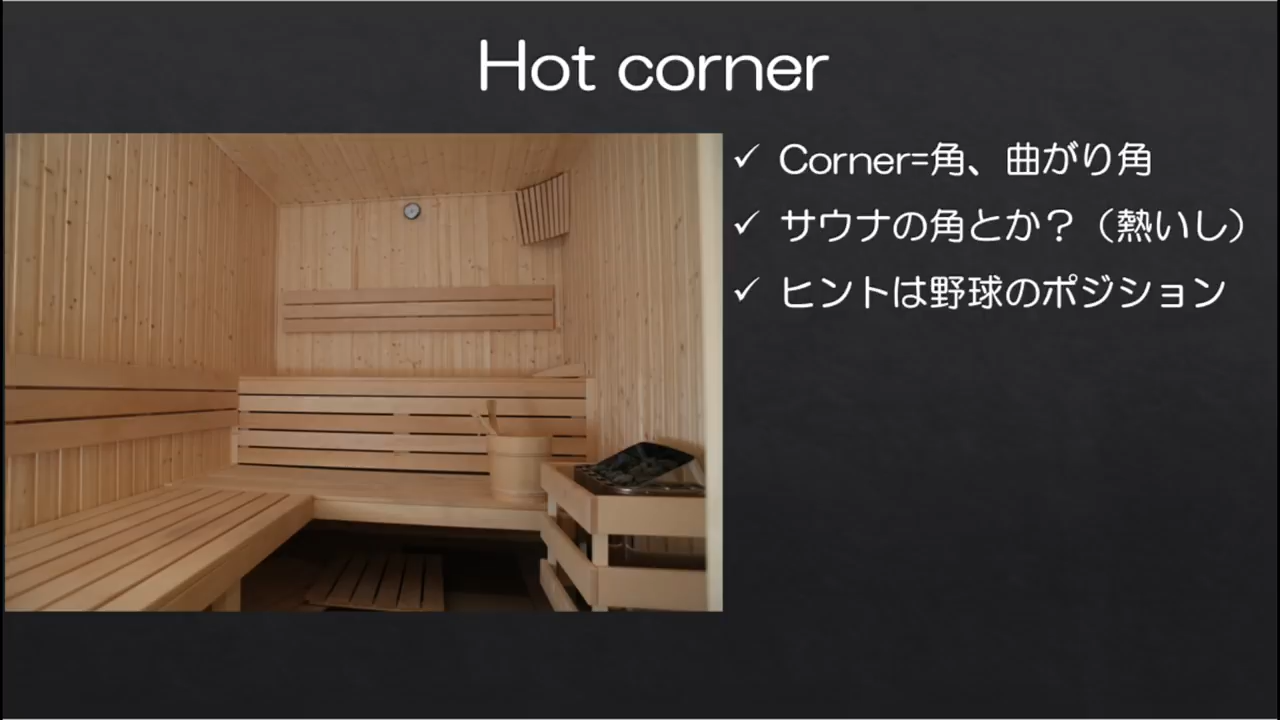 Hot corner
✓ Corner=角、曲がり角
✓ サウナの角とか？（熱いし）
✓ ヒントは野球のポジション